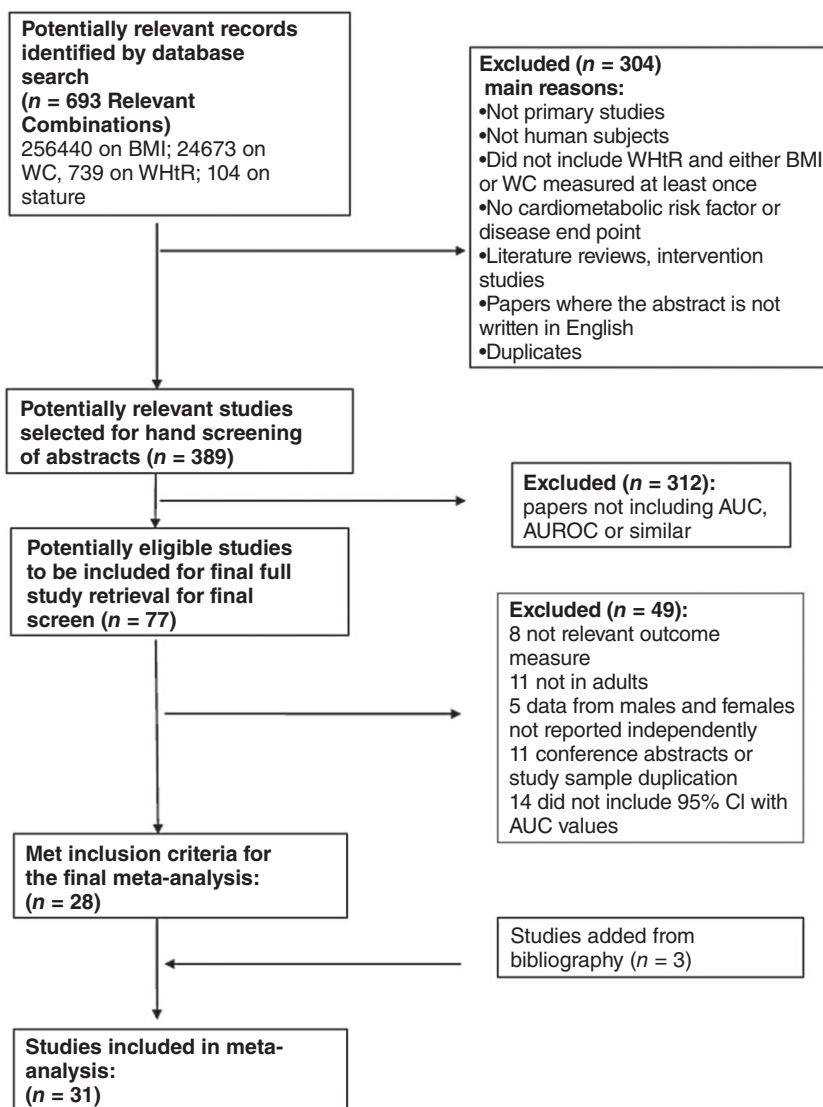 Potentially relevant records
identified by database
search
(n = 693 Relevant
Combinations)
256440 on BMI; 24673 on
WC, 739 on WHtR; 104 on
stature
Excluded (n = 304)
main reasons:
•Not primary studies
•Not human subjects
•Did not include WHtR and either BMI
or WC measured at least once
•No cardiometabolic risk factor or
disease end point
•Literature reviews, intervention
studies
•Papers where the abstract is not
written in English
•Duplicates
Potentially relevant studies
selected for hand screening
of abstracts (n = 389)
Excluded (n = 312):
papers not including AUC,
AUROC or similar
Potentially eligible studies
to be included for final full
study retrieval for final
screen (n = 77)
Excluded (n = 49):
8 not relevant outcome
measure
11 not in adults
5 data from males and females
not reported independently
11 conference abstracts or
study sample duplication
14 did not include 95% CI with
AUC values
Met inclusion criteria for
the final meta-analysis:
(n = 28)
Studies added from
bibliography (n = 3)
Studies included in meta-
analysis:
(n = 31)